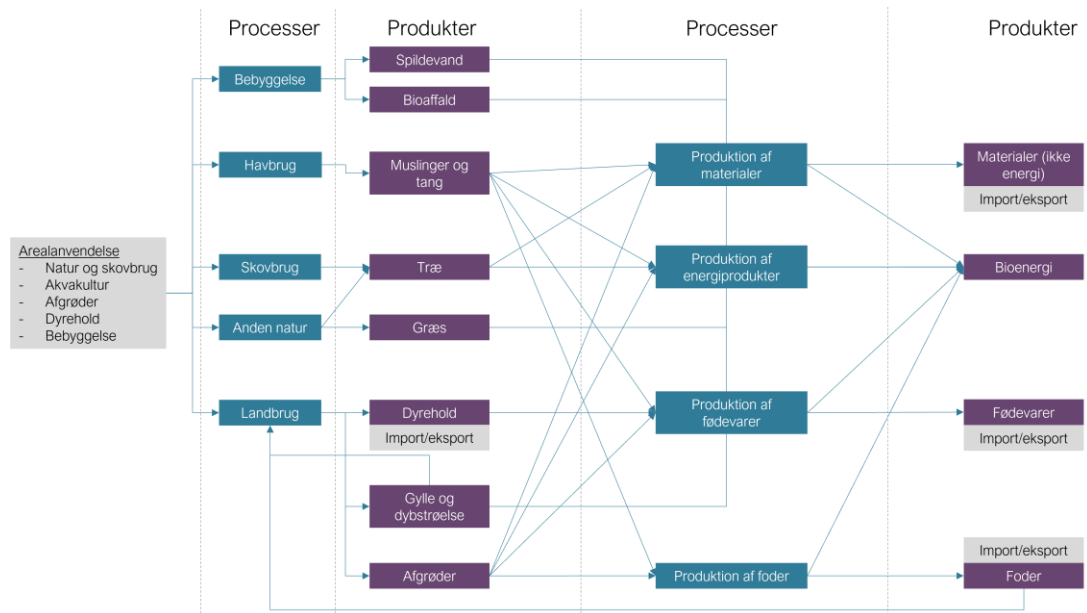 Processer
Produkter
Processer
Produkter
Arealanvendelse
- Natur og skovbrug
- Akvakultur
- Afgrøder
- Dyrehold
- Bebyggelse
Bebyggelse
Havbrug
Skovbrug
Anden natur
Landbrug
Spildevand
Bioaffald
Muslinger og
tang
Træ
Græs
Dyrehold
Import/eksport
Gylle og
dybstrøelse
Afgrøder
Produktion af
materialer
Produktion af
energiprodukter
Produktion af
fødevarer
Produktion af foder
Materialer (ikke
energi)
Import/eksport
Bioenergi
Fødevarer
Import/eksport
Import/eksport
Foder